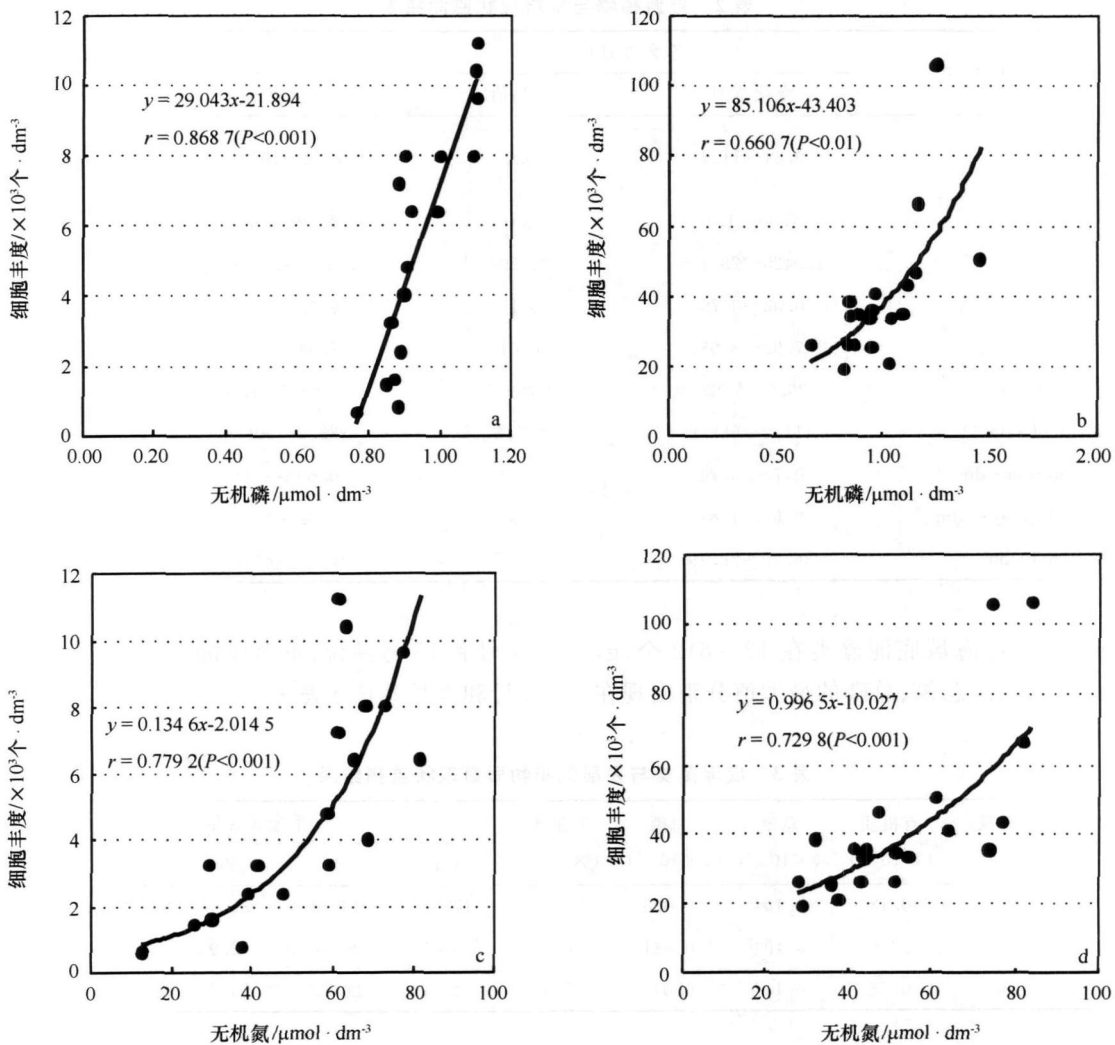 12
10
8
6
4
2
0
细胞丰度/×10³个 · dm⁻³
y = 29.043x-21.894
r = 0.868 7(P<0.001)
a
0.00 0.20 0.40 0.60 0.80 1.00 1.20
无机磷/μmol · dm⁻³
120
100
80
60
40
20
0
细胞丰度/×10³个 · dm⁻³
y = 85.106x-43.403
r = 0.660 7(P<0.01)
b
0.00 0.50 1.00 1.50 2.00
无机磷/μmol · dm⁻³
12
10
8
6
4
2
0
细胞丰度/×10³个 · dm⁻³
y = 0.134 6x-2.014 5
r = 0.779 2(P<0.001)
c
0 20 40 60 80 100
无机氮/μmol · dm⁻³
120
100
80
60
40
20
0
细胞丰度/×10³个 · dm⁻³
y = 0.996 5x-10.027
r = 0.729 8(P<0.001)
d
0 20 40 60 80 100
无机氮/μmol · dm⁻³